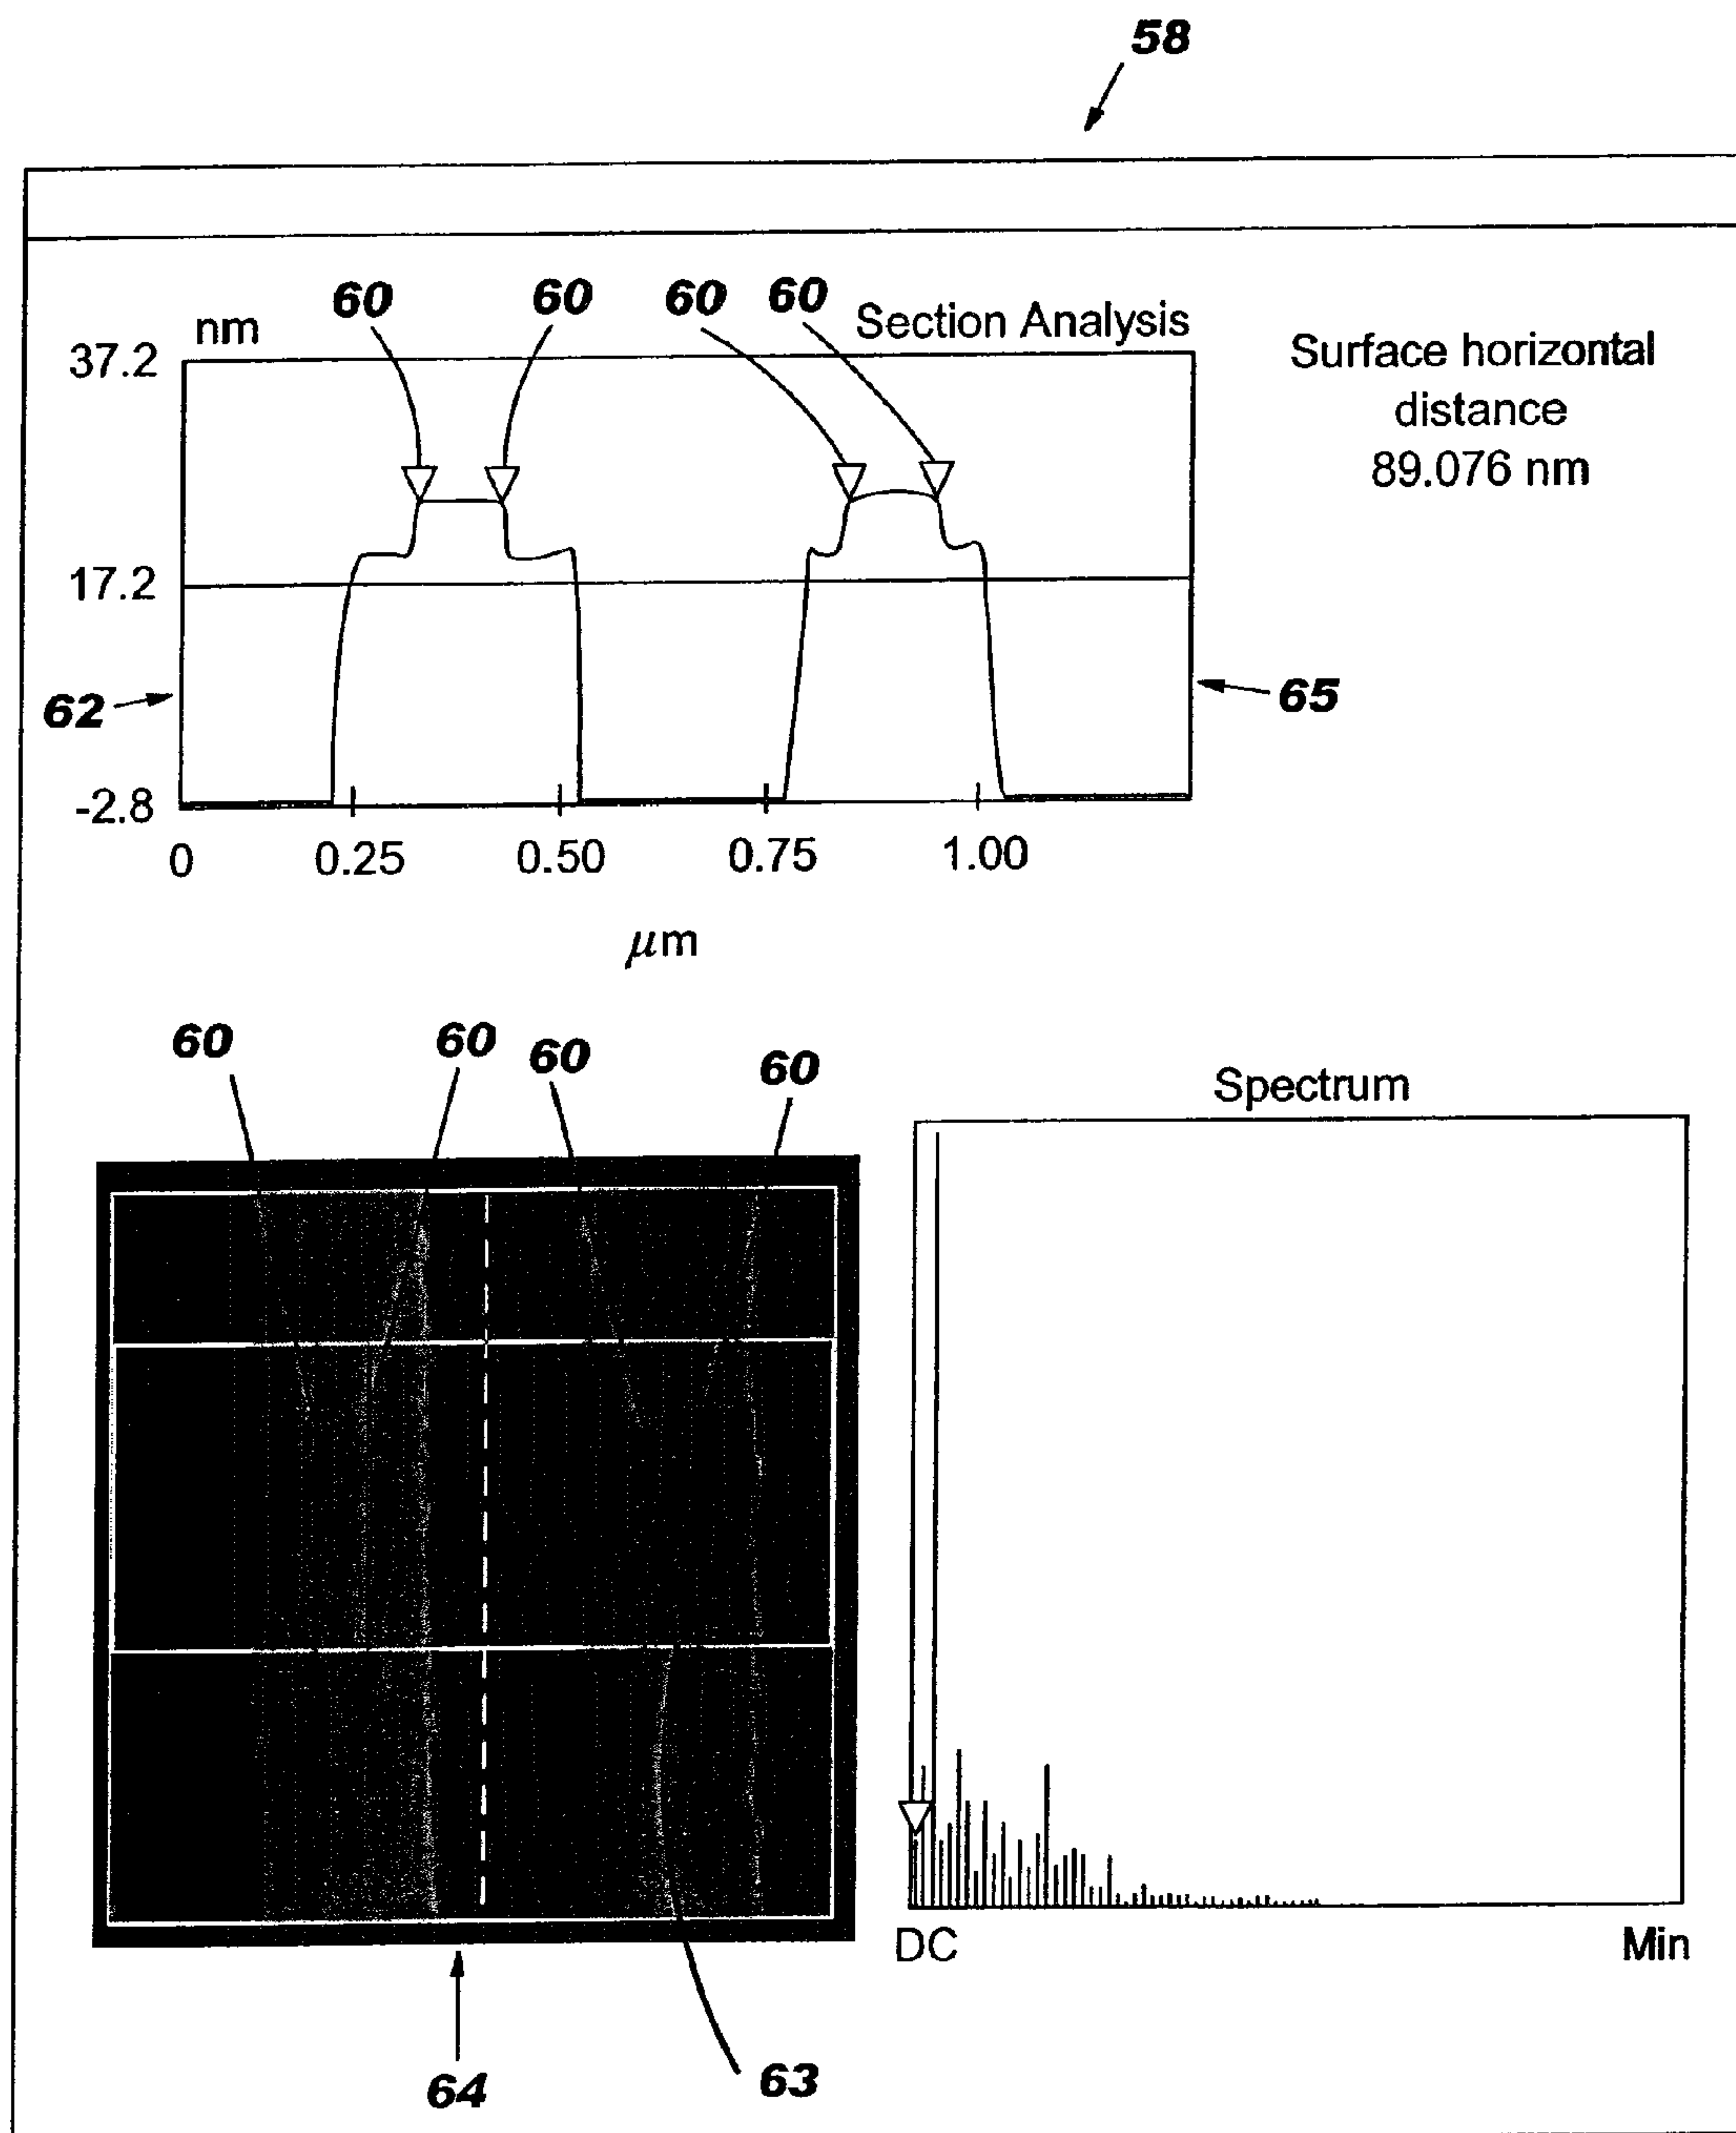 58
60 60 60 60
nm
Section Analysis
37.2
17.2
-2.8
62
65
0 0.25 0.50 0.75 1.00
μm
Surface horizontal
distance
89.076 nm
60 60 60 60
Spectrum
DC
Min
64
63